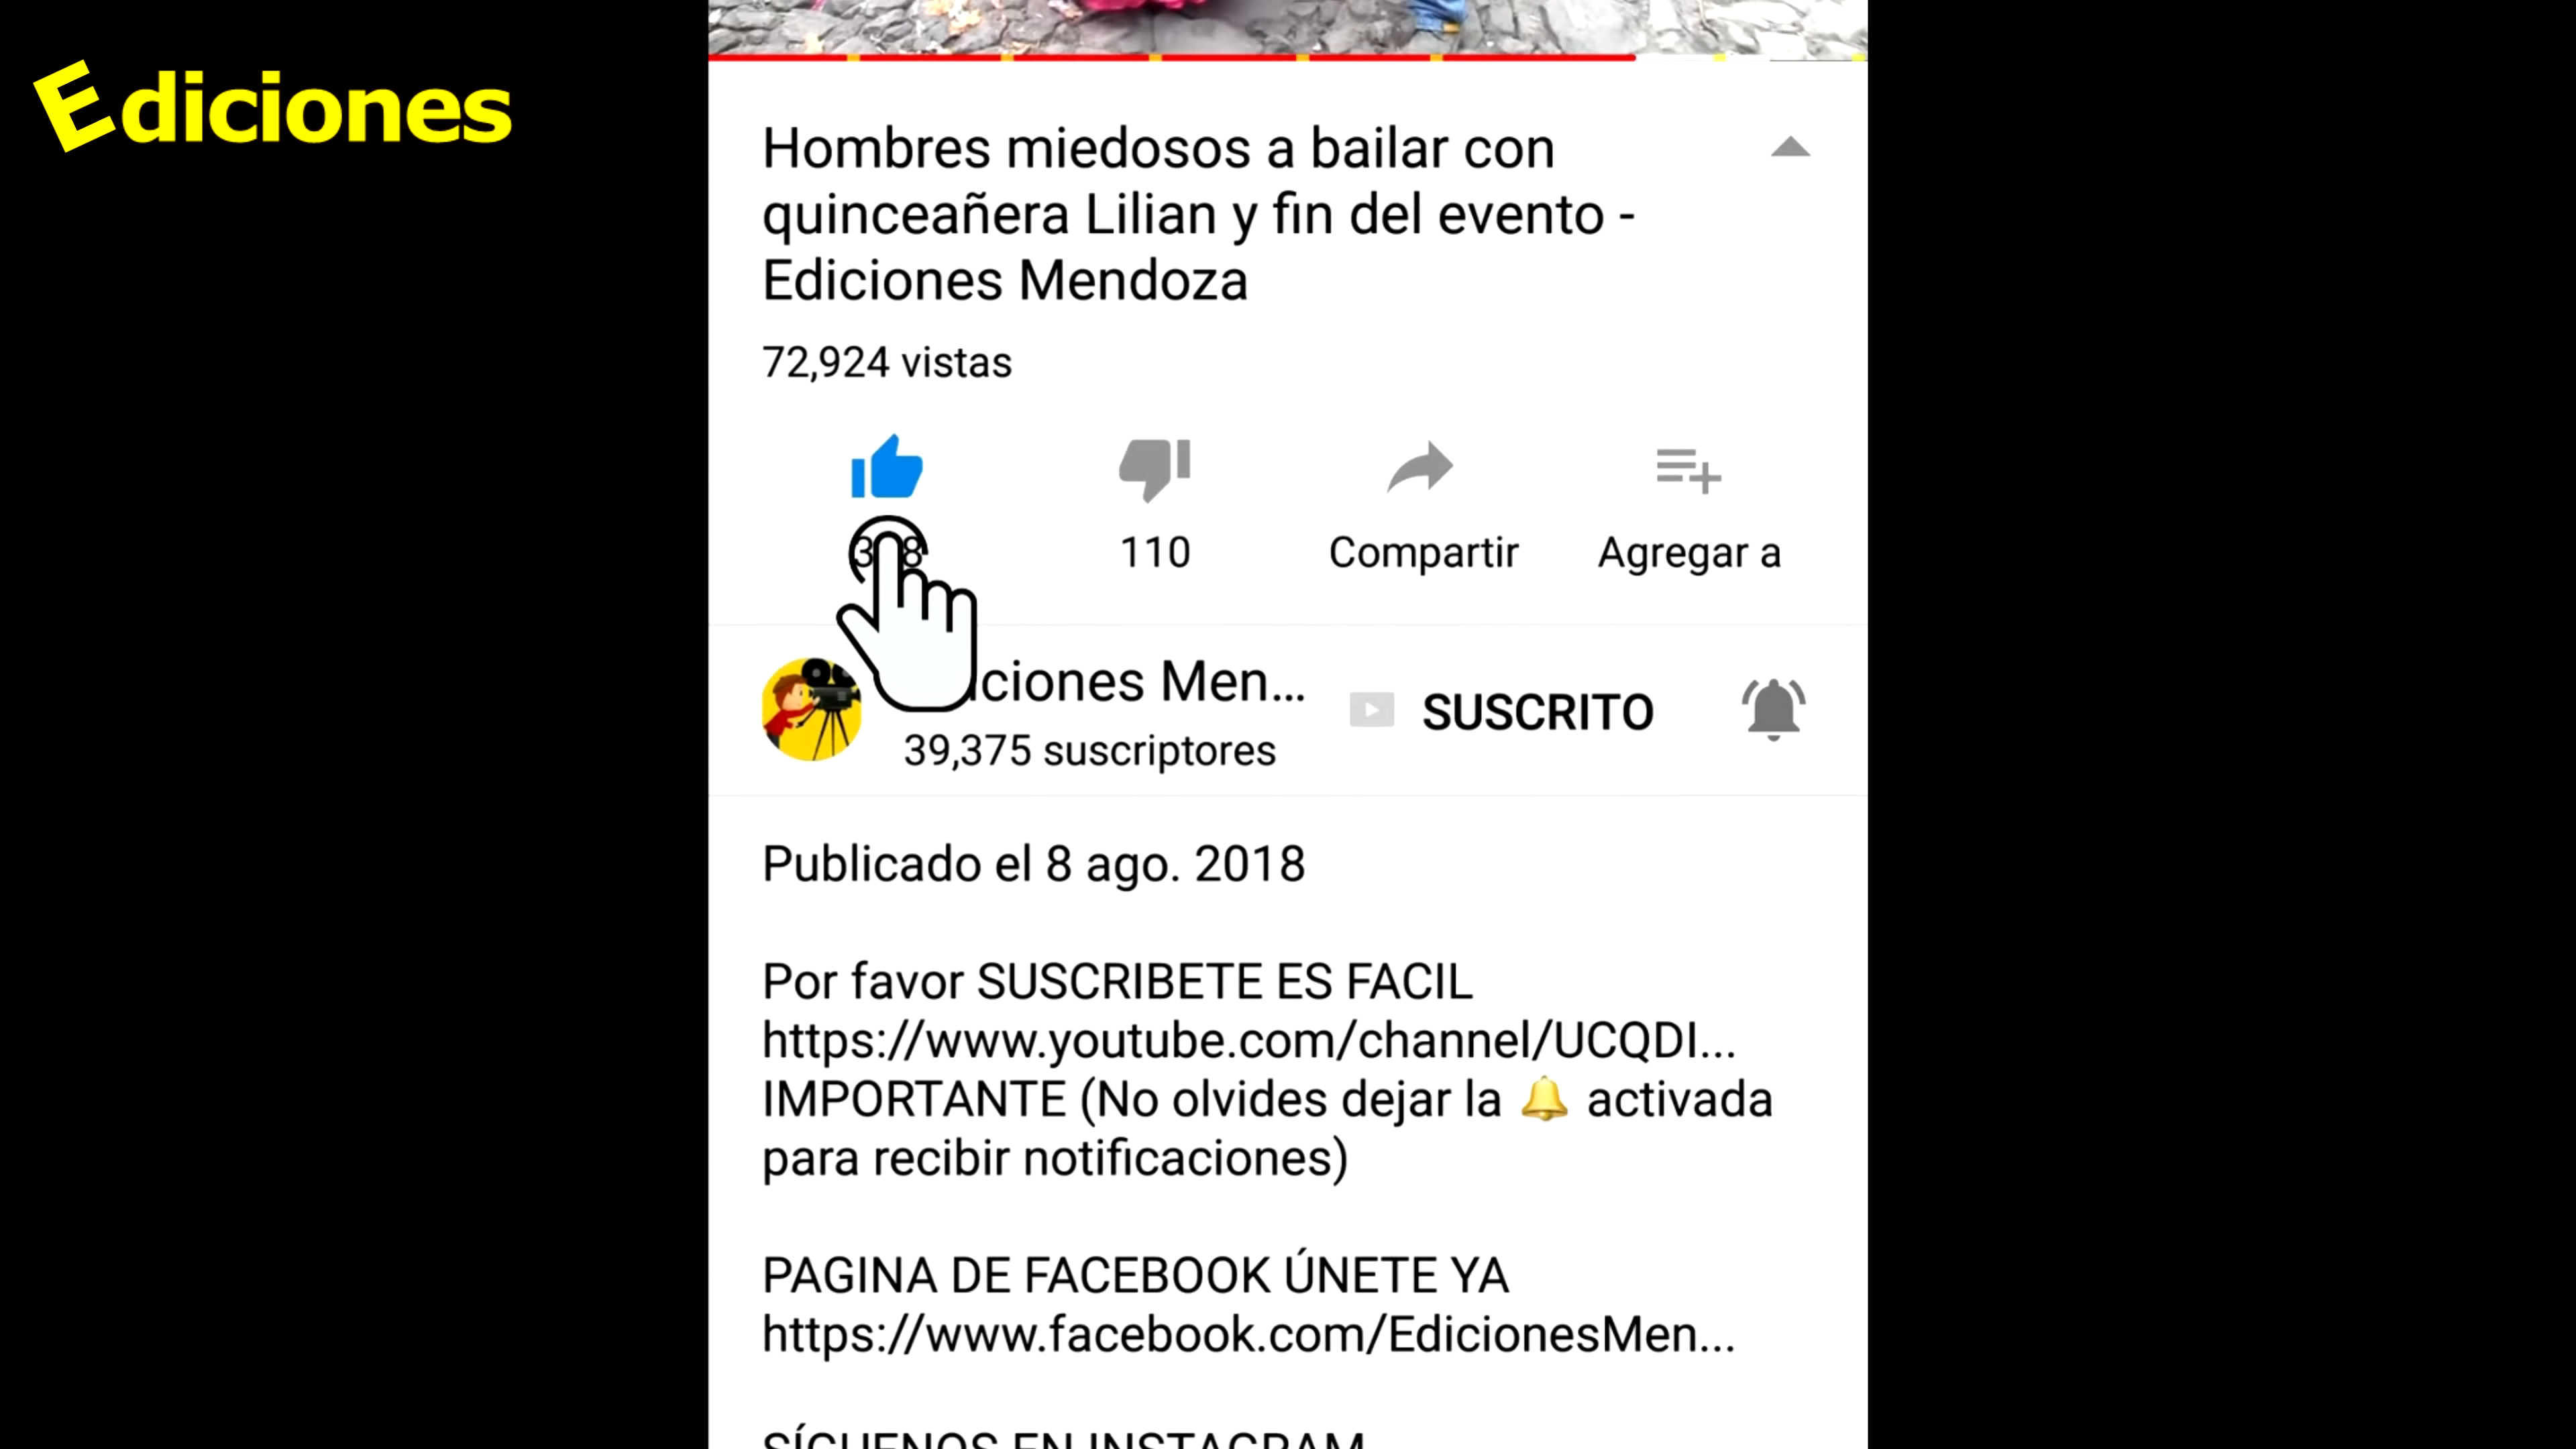 Ediciones
Hombres miedosos a bailar con
quinceañera Lilian y fin del evento -
Ediciones Mendoza
72,924 vistas
110
Compartir
Agregar a
ciones Men...
SUSCRITO
39,375 suscriptores
Publicado el 8 ago. 2018
Por favor SUSCRIBETE ES FACIL
https://www.youtube.com/channel/UCQDI...
IMPORTANTE (No olvides dejar la 🔔 activada
para recibir notificaciones)
PAGINA DE FACEBOOK ÚNETE YA
https://www.facebook.com/EdicionesMen...
SÍGUENOS EN INSTAGRAM